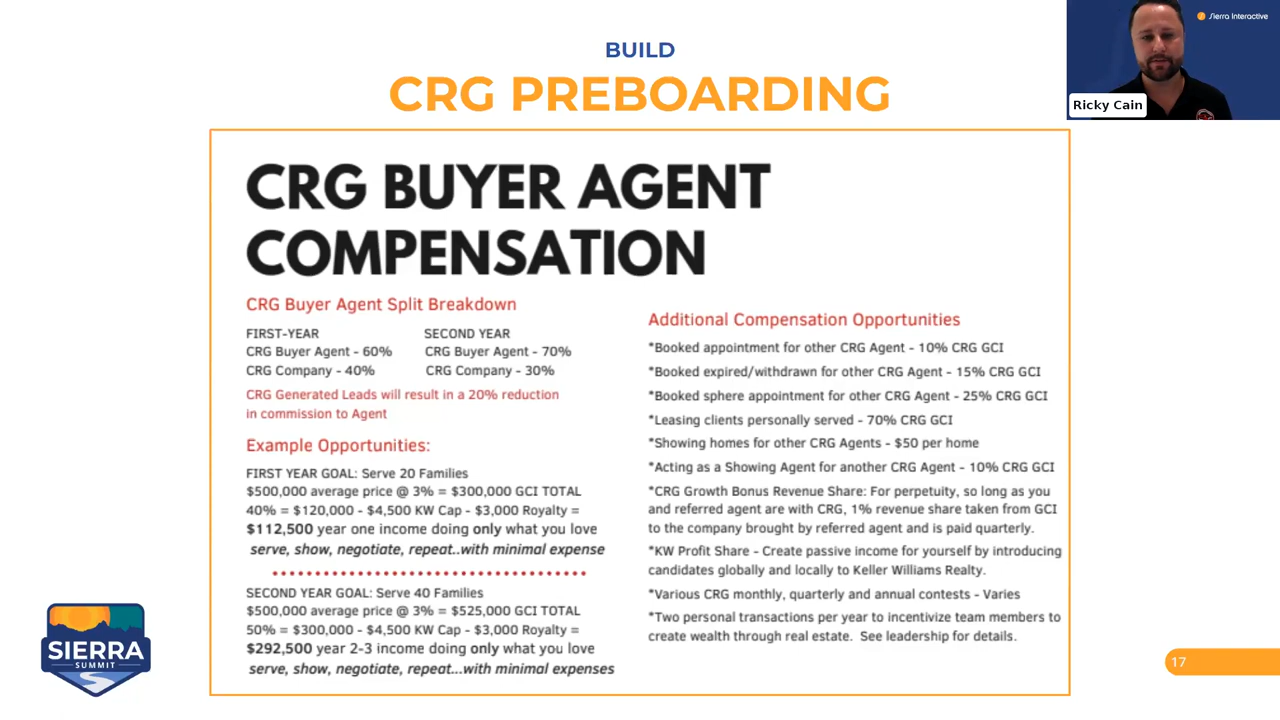 BUILD
CRG PREBOARDING
Sierra Interactive
Ricky Cain
CRG BUYER AGENT
COMPENSATION
CRG Buyer Agent Split Breakdown
FIRST-YEAR SECOND YEAR
CRG Buyer Agent - 60% CRG Buyer Agent - 70%
CRG Company - 40% CRG Company - 30%
CRG Generated Leads will result in a 20% reduction
in commission to Agent
Example Opportunities:
FIRST YEAR GOAL: Serve 20 Families
$500,000 average price @ 3% = $300,000 GCI TOTAL
40% = $120,000 - $4,500 KW Cap - $3,000 Royalty =
$112,500 year one income doing only what you love
serve, show, negotiate, repeat..with minimal expense
SECOND YEAR GOAL: Serve 40 Families
$500,000 average price @ 3% = $525,000 GCI TOTAL
50% = $300,000 - $4,500 KW Cap - $3,000 Royalty =
$292,500 year 2-3 income doing only what you love
serve, show, negotiate, repeat...with minimal expenses
Additional Compensation Opportunities
*Booked appointment for other CRG Agent - 10% CRG GCI
*Booked expired/withdrawn for other CRG Agent - 15% CRG GCI
*Booked sphere appointment for other CRG Agent - 25% CRG GCI
*Leasing clients personally served - 70% CRG GCI
*Showing homes for other CRG Agents - $50 per home
*Acting as a Showing Agent for another CRG Agent - 10% CRG GCI
*CRG Growth Bonus Revenue Share: For perpetuity, so long as you
and referred agent are with CRG, 1% revenue share taken from GCI
to the company brought by referred agent and is paid quarterly.
*KW Profit Share - Create passive income for yourself by introducing
candidates globally and locally to Keller Williams Realty.
*Various CRG monthly, quarterly and annual contests - Varies
*Two personal transactions per year to incentivize team members to
create wealth through real estate. See leadership for details.
SIERRA
SUMMIT
17